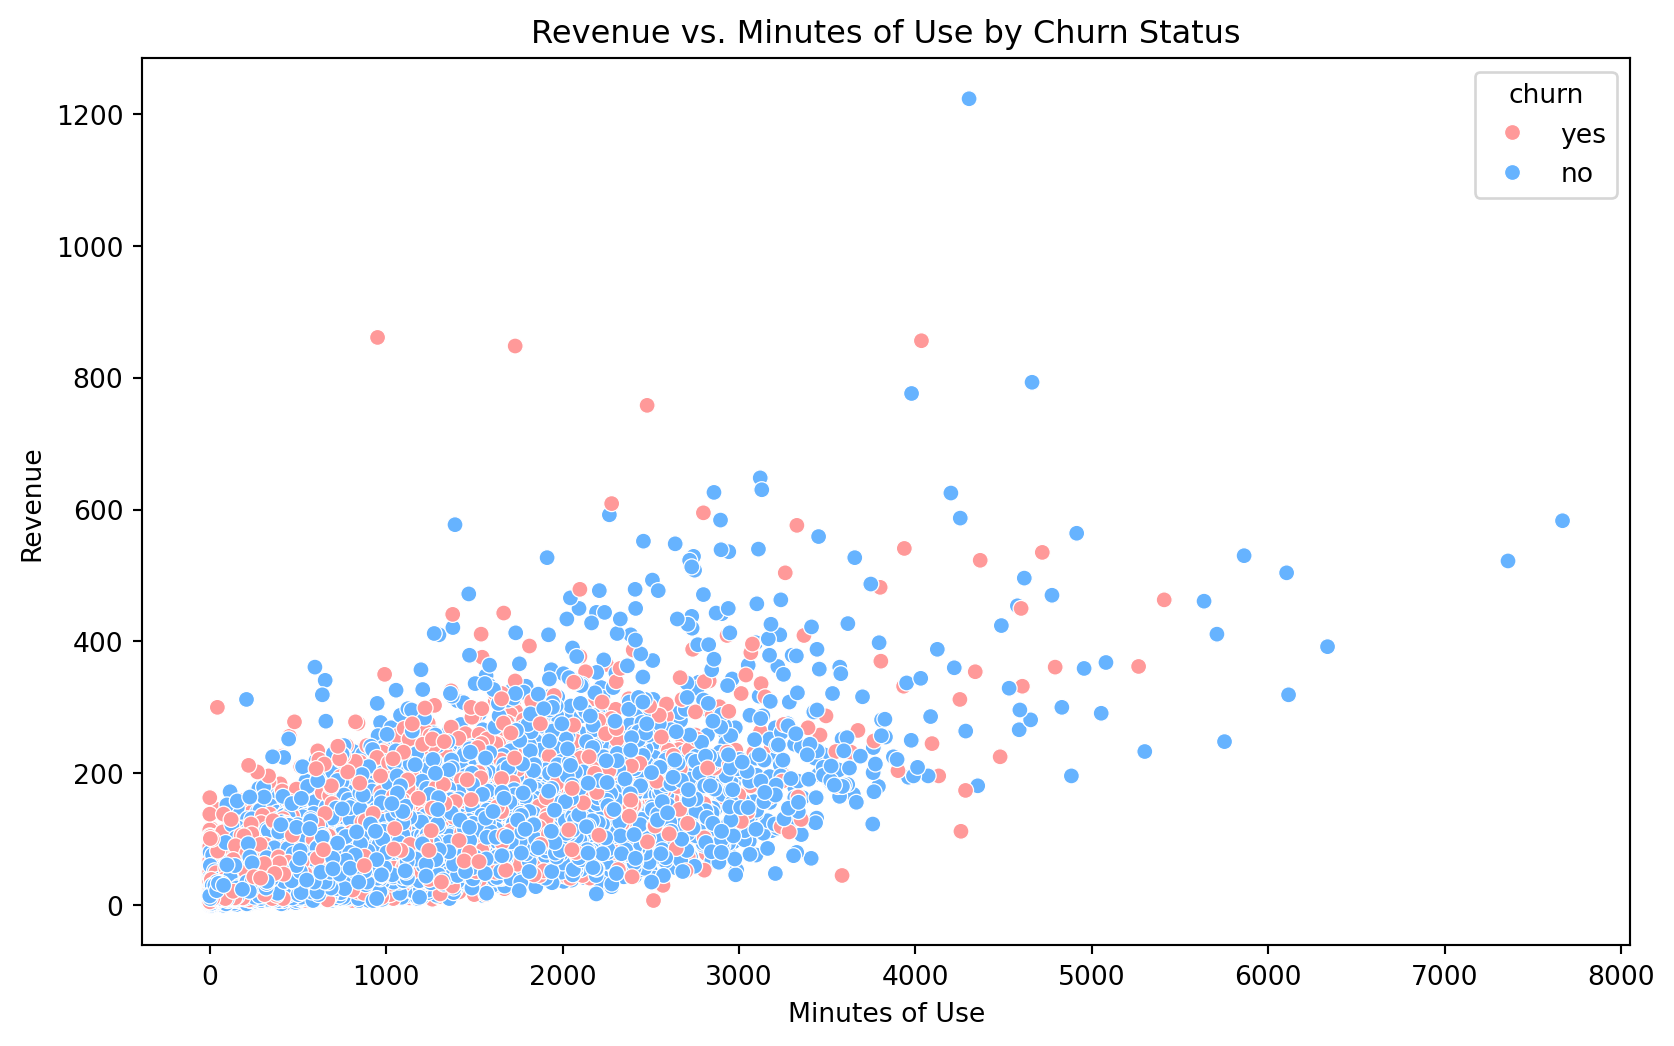 Revenue vs. Minutes of Use by Churn Status
churn
yes
no
Revenue
1200
1000
800
600
400
200
0
0 1000 2000 3000 4000 5000 6000 7000 8000
Minutes of Use